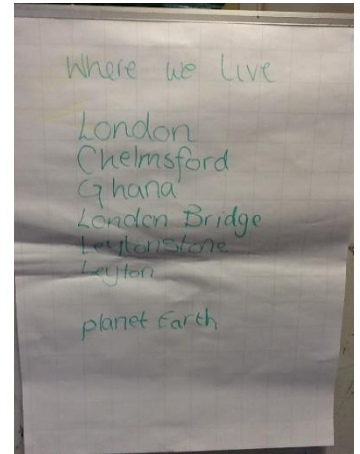 Where we live
London
Chelmsford
Ghana
London Bridge
Leytonstone
Leyton
planet Earth